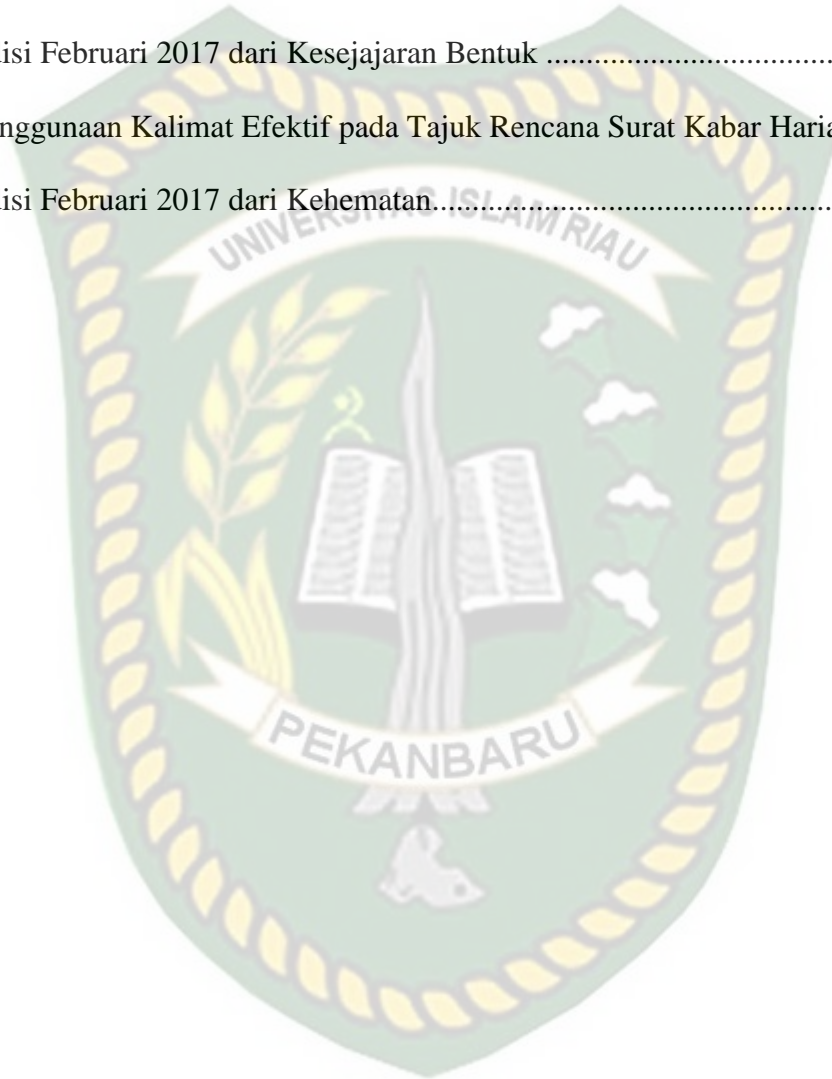 isi Februari 2017 dari Kesejajaran Bentuk ..................................
nggunaan Kalimat Efektif pada Tajuk Rencana Surat Kabar Haria
isi Februari 2017 dari Kehematan................................................
UNIVERSITAS ISLAM RIAU
PEKANBARU